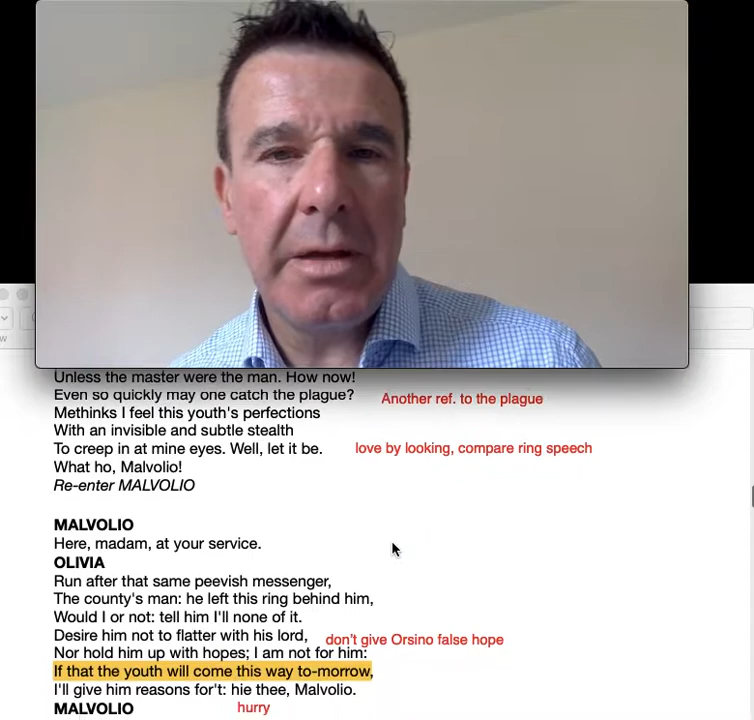 Unless the master were the man. How now!
Even so quickly may one catch the plague? Another ref. to the plague
Methinks I feel this youth's perfections
With an invisible and subtle stealth
To creep in at mine eyes. Well, let it be. love by looking, compare ring speech
What ho, Malvolio!
Re-enter MALVOLIO
MALVOLIO
Here, madam, at your service.
OLIVIA
Run after that same peevish messenger,
The county's man: he left this ring behind him,
Would I or not: tell him I'll none of it.
Desire him not to flatter with his lord, don't give Orsino false hope
Nor hold him up with hopes; I am not for him:
If that the youth will come this way to-morrow,
I'll give him reasons for't: hie thee, Malvolio.
MALVOLIO hurry